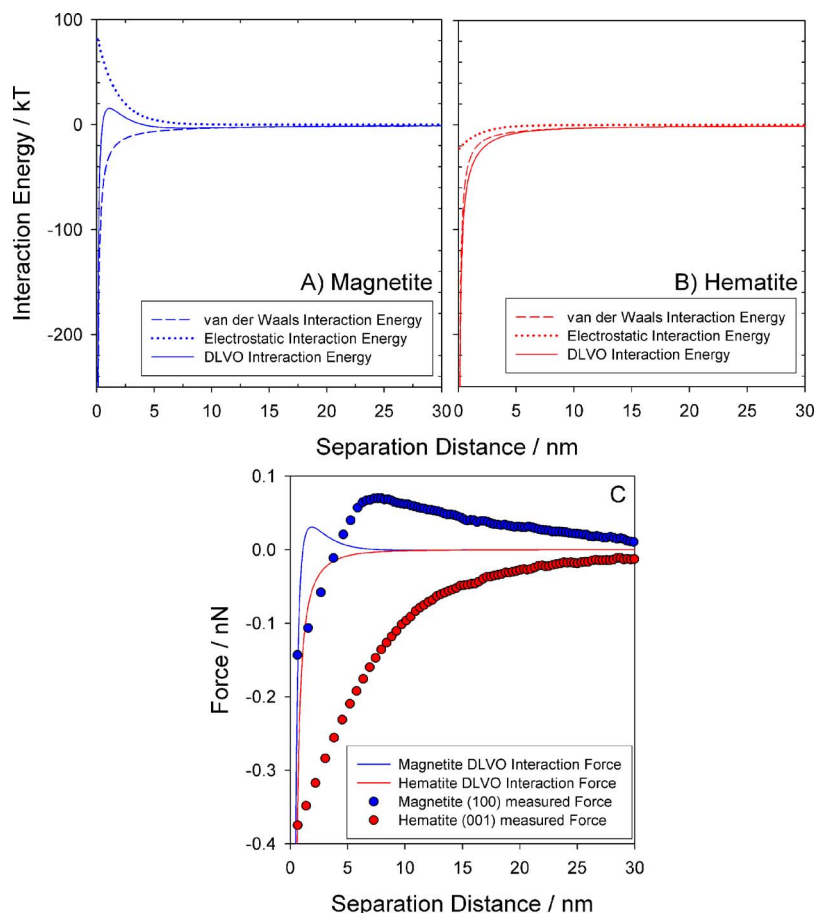 100
0
-100
-200
Interaction Energy / kT
A) Magnetite
van der Waals Interaction Energy
Electrostatic Interaction Energy
DLVO Intreraction Energy
0 5 10 15 20 25 30
B) Hematite
van der Waals Interaction Energy
Electrostatic Interaction Energy
DLVO Interaction Energy
0 5 10 15 20 25 30
Separation Distance / nm
C
0.1
0.0
-0.1
-0.2
-0.3
-0.4
Force / nN
Magnetite DLVO Interaction Force
Hematite DLVO Interaction Force
Magnetite (100) measured Force
Hematite (001) measured Force
0 5 10 15 20 25 30
Separation Distance / nm